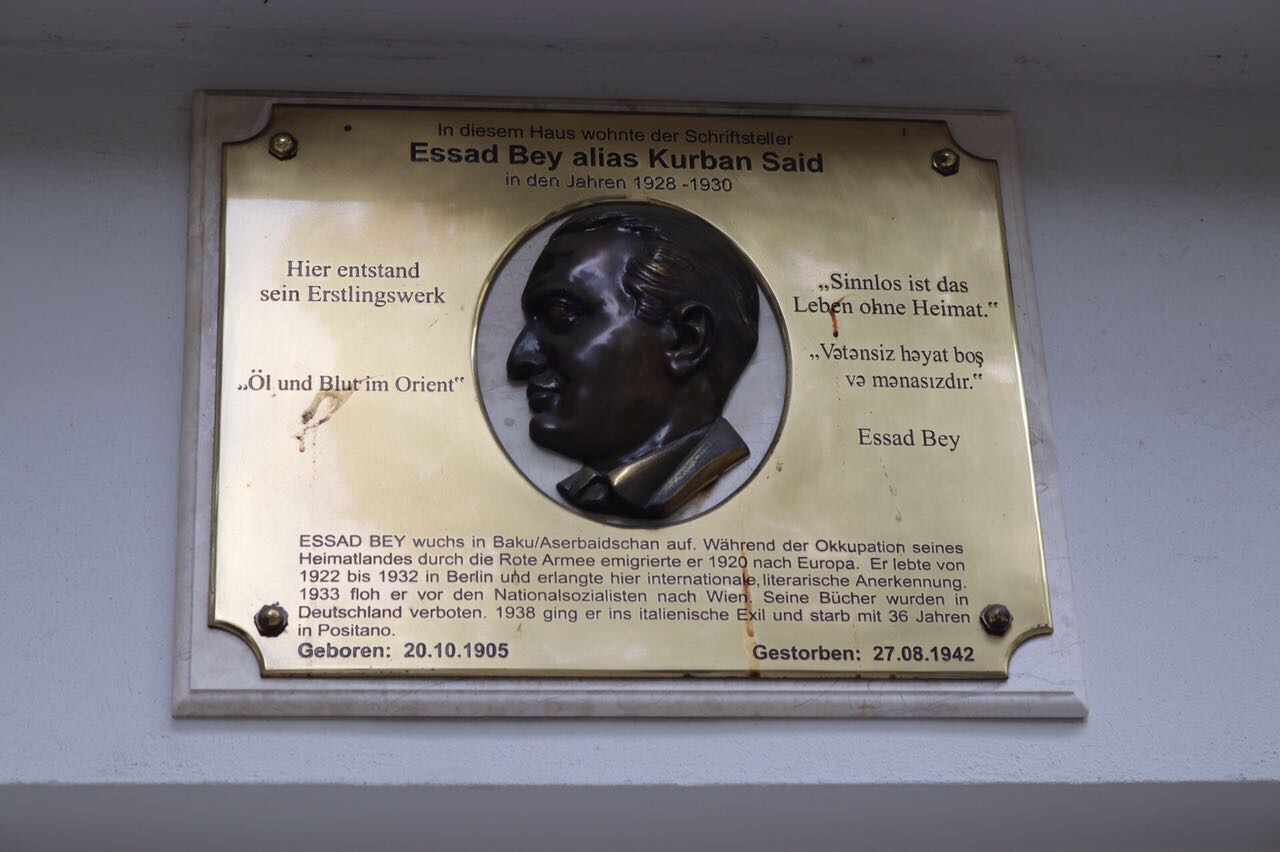 In diesem Haus wohnte der Schriftsteller
Essad Bey alias Kurban Said
in den Jahren 1928 -1930
Hier entstand
sein Erstlingswerk
„Öl und Blut im Orient“
„Sinnlos ist das
Leben ohne Heimat.“
„Vətənsiz həyat boş
və mənasızdır.“
Essad Bey
ESSAD BEY wuchs in Baku/Aserbaidschan auf. Während der Okkupation seines
Heimatlandes durch die Rote Armee emigrierte er 1920 nach Europa. Er lebte von
1922 bis 1932 in Berlin und erlangte hier internationale, literarische Anerkennung.
1933 floh er vor den Nationalsozialisten nach Wien. Seine Bücher wurden in
Deutschland verboten. 1938 ging er ins italienische Exil und starb mit 36 Jahren
in Positano.
Geboren: 20.10.1905 Gestorben: 27.08.1942